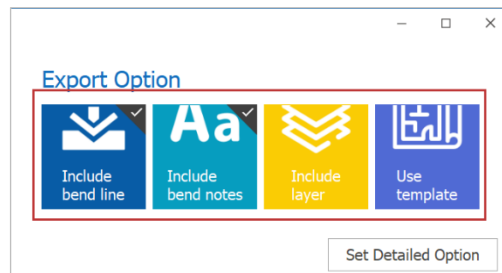 Export Option
Aa
Include
bend line
Include
bend notes
Include
layer
Use
template
Set Detailed Option